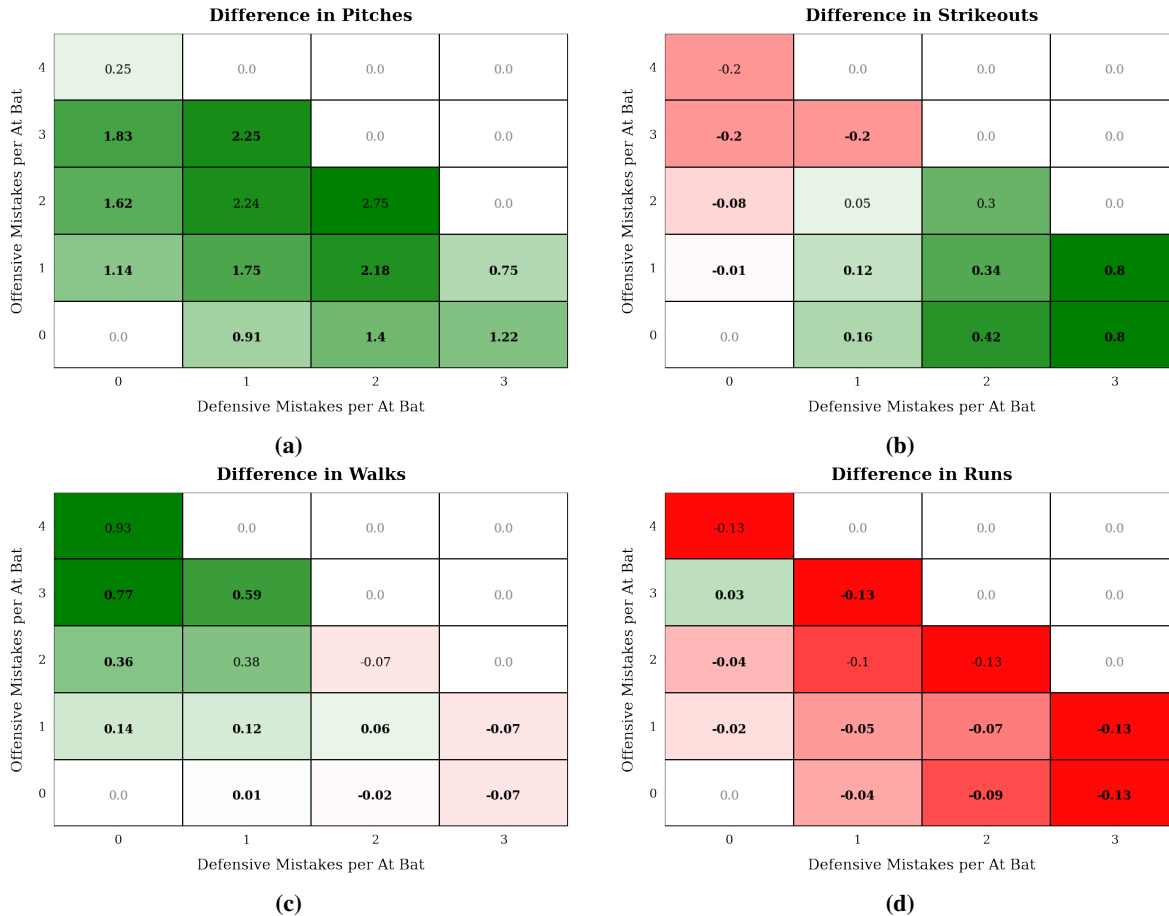 Difference in Pitches
Offensive Mistakes per At Bat
4 0.25 0.0 0.0 0.0
3 1.83 2.25 0.0 0.0
2 1.62 2.24 2.75 0.0
1 1.14 1.75 2.18 0.75
0 0.0 0.91 1.4 1.22
0 1 2 3
Defensive Mistakes per At Bat
(a)
Difference in Strikeouts
Offensive Mistakes per At Bat
4 -0.2 0.0 0.0 0.0
3 -0.2 -0.2 0.0 0.0
2 -0.08 0.05 0.3 0.0
1 -0.01 0.12 0.34 0.8
0 0.0 0.16 0.42 0.8
0 1 2 3
Defensive Mistakes per At Bat
(b)
Difference in Walks
Offensive Mistakes per At Bat
4 0.93 0.0 0.0 0.0
3 0.77 0.59 0.0 0.0
2 0.36 0.38 -0.07 0.0
1 0.14 0.12 0.06 -0.07
0 0.0 0.01 -0.02 -0.07
0 1 2 3
Defensive Mistakes per At Bat
(c)
Difference in Runs
Offensive Mistakes per At Bat
4 -0.13 0.0 0.0 0.0
3 0.03 -0.13 0.0 0.0
2 -0.04 -0.1 -0.13 0.0
1 -0.02 -0.05 -0.07 -0.13
0 0.0 -0.04 -0.09 -0.13
0 1 2 3
Defensive Mistakes per At Bat
(d)